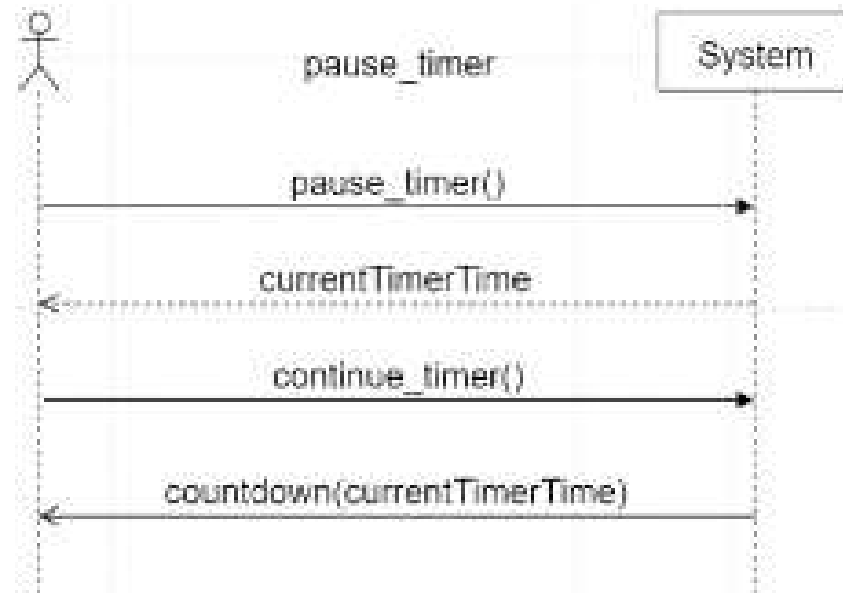 pause_timer
System
pause_timer()
currentTimerTime
continue_timer()
countdown(currentTimerTime)